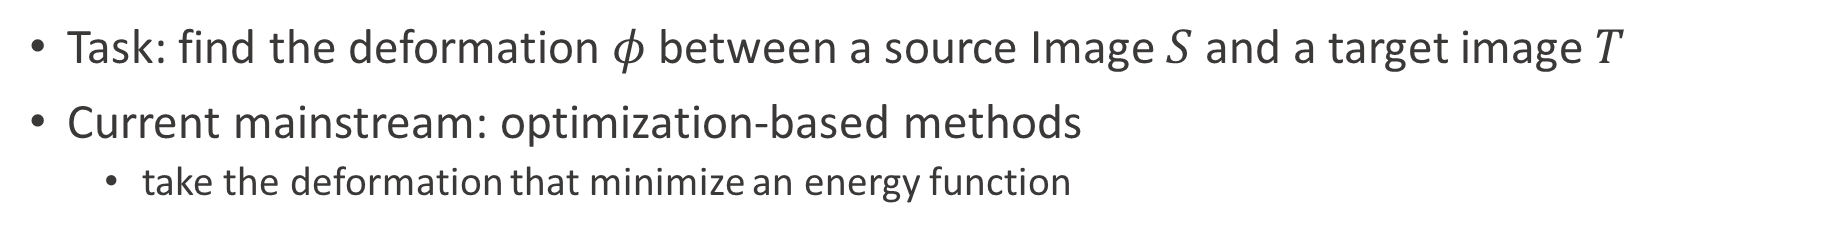 • Task: find the deformation 𝜙 between a source Image 𝑆 and a target image 𝑇
• Current mainstream: optimization-based methods
• take the deformation that minimize an energy function